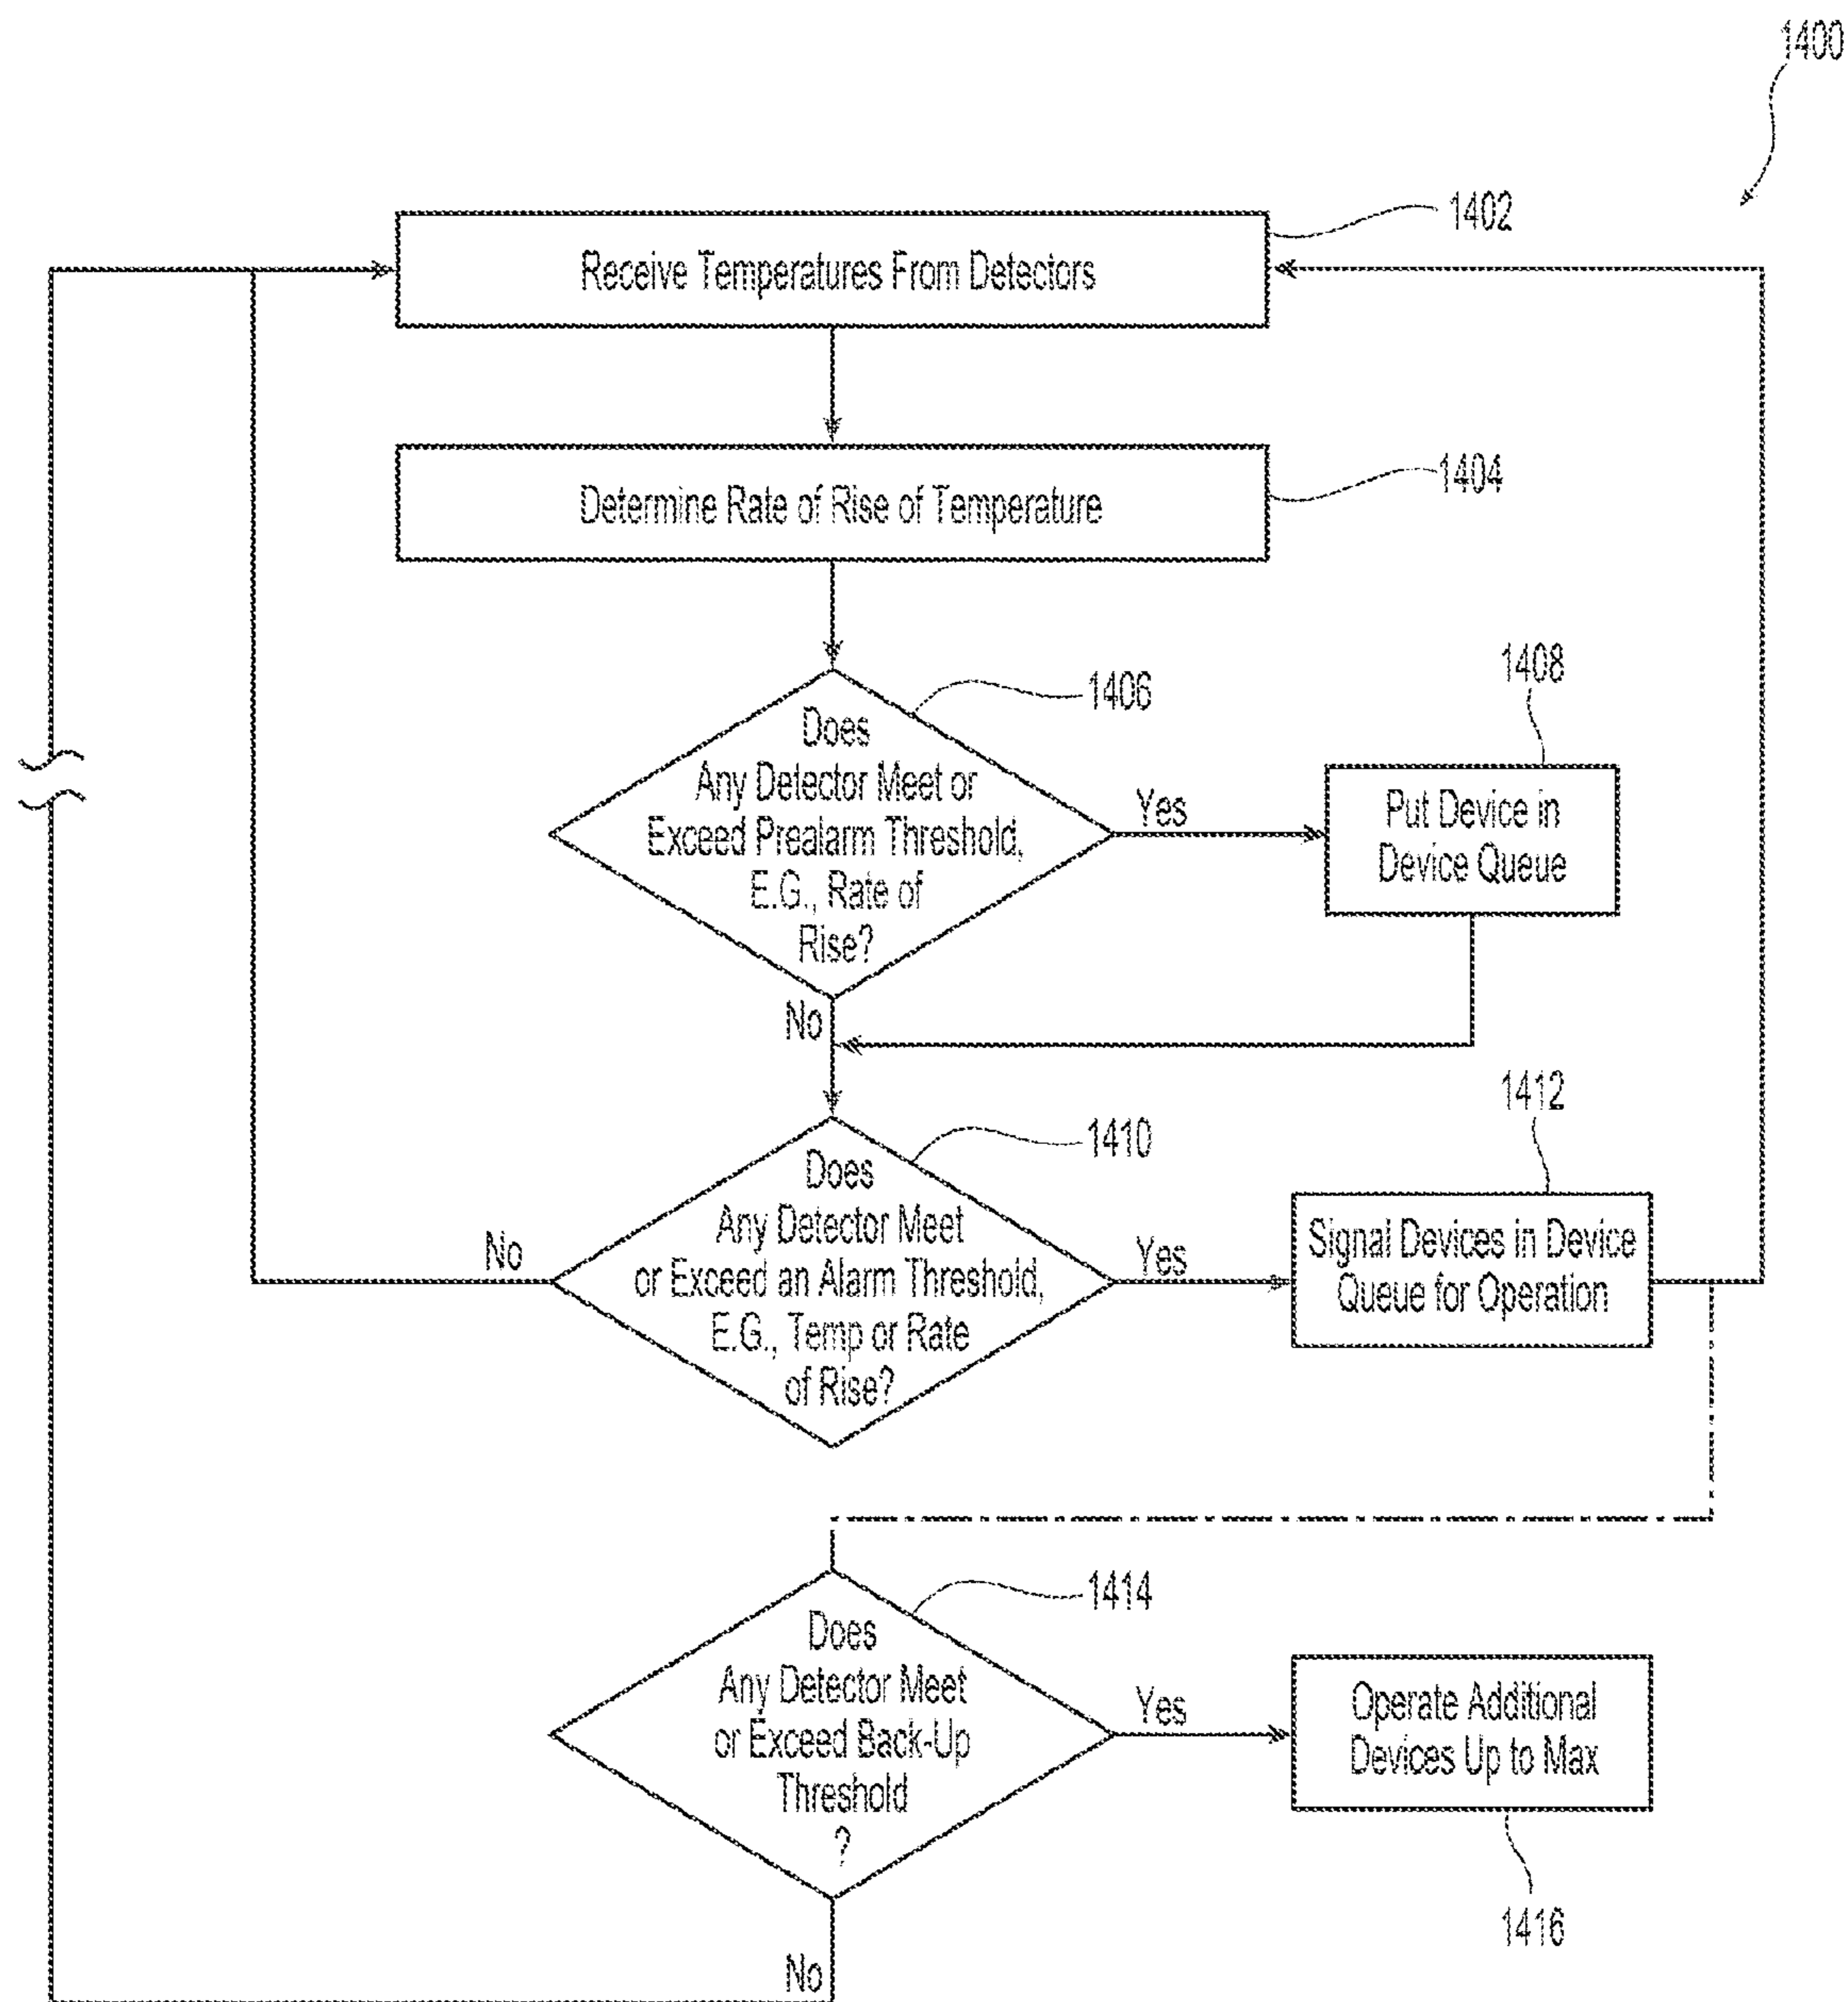 1400
1402
Receive Temperatures From Detectors
1404
Determine Rate of Rise of Temperature
1406
Does
Any Detector Meet or
Exceed Prealarm Threshold,
E.G., Rate of
Rise?
Yes
1408
Put Device in
Device Queue
No
1410
Does
Any Detector Meet
or Exceed an Alarm Threshold,
E.G., Temp or Rate
of Rise?
No
Yes
1412
Signal Devices in Device
Queue for Operation
1414
Does
Any Detector Meet
or Exceed Back-Up
Threshold
?
Yes
Operate Additional
Devices Up to Max
1416
No